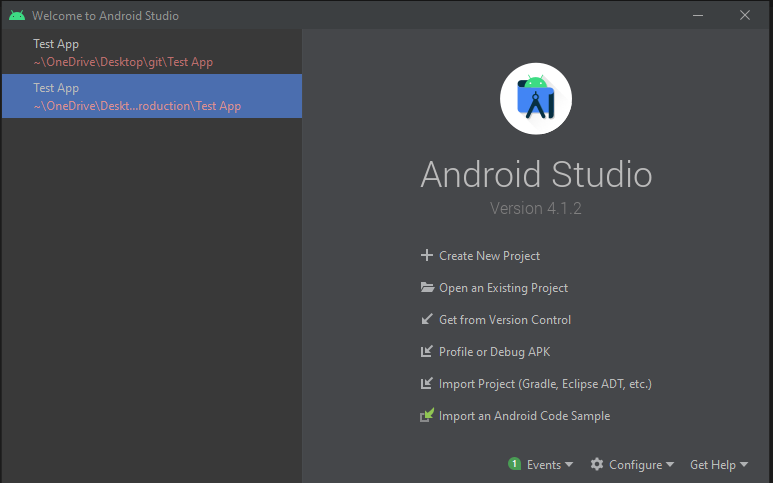 Welcome to Android Studio
Test App
~\OneDrive\Desktop\git\Test App
Test App
~\OneDrive\Deskt...roduction\Test App
Android Studio
Version 4.1.2
Create New Project
Open an Existing Project
Get from Version Control
Profile or Debug APK
Import Project (Gradle, Eclipse ADT, etc.)
Import an Android Code Sample
1 Events Configure Get Help